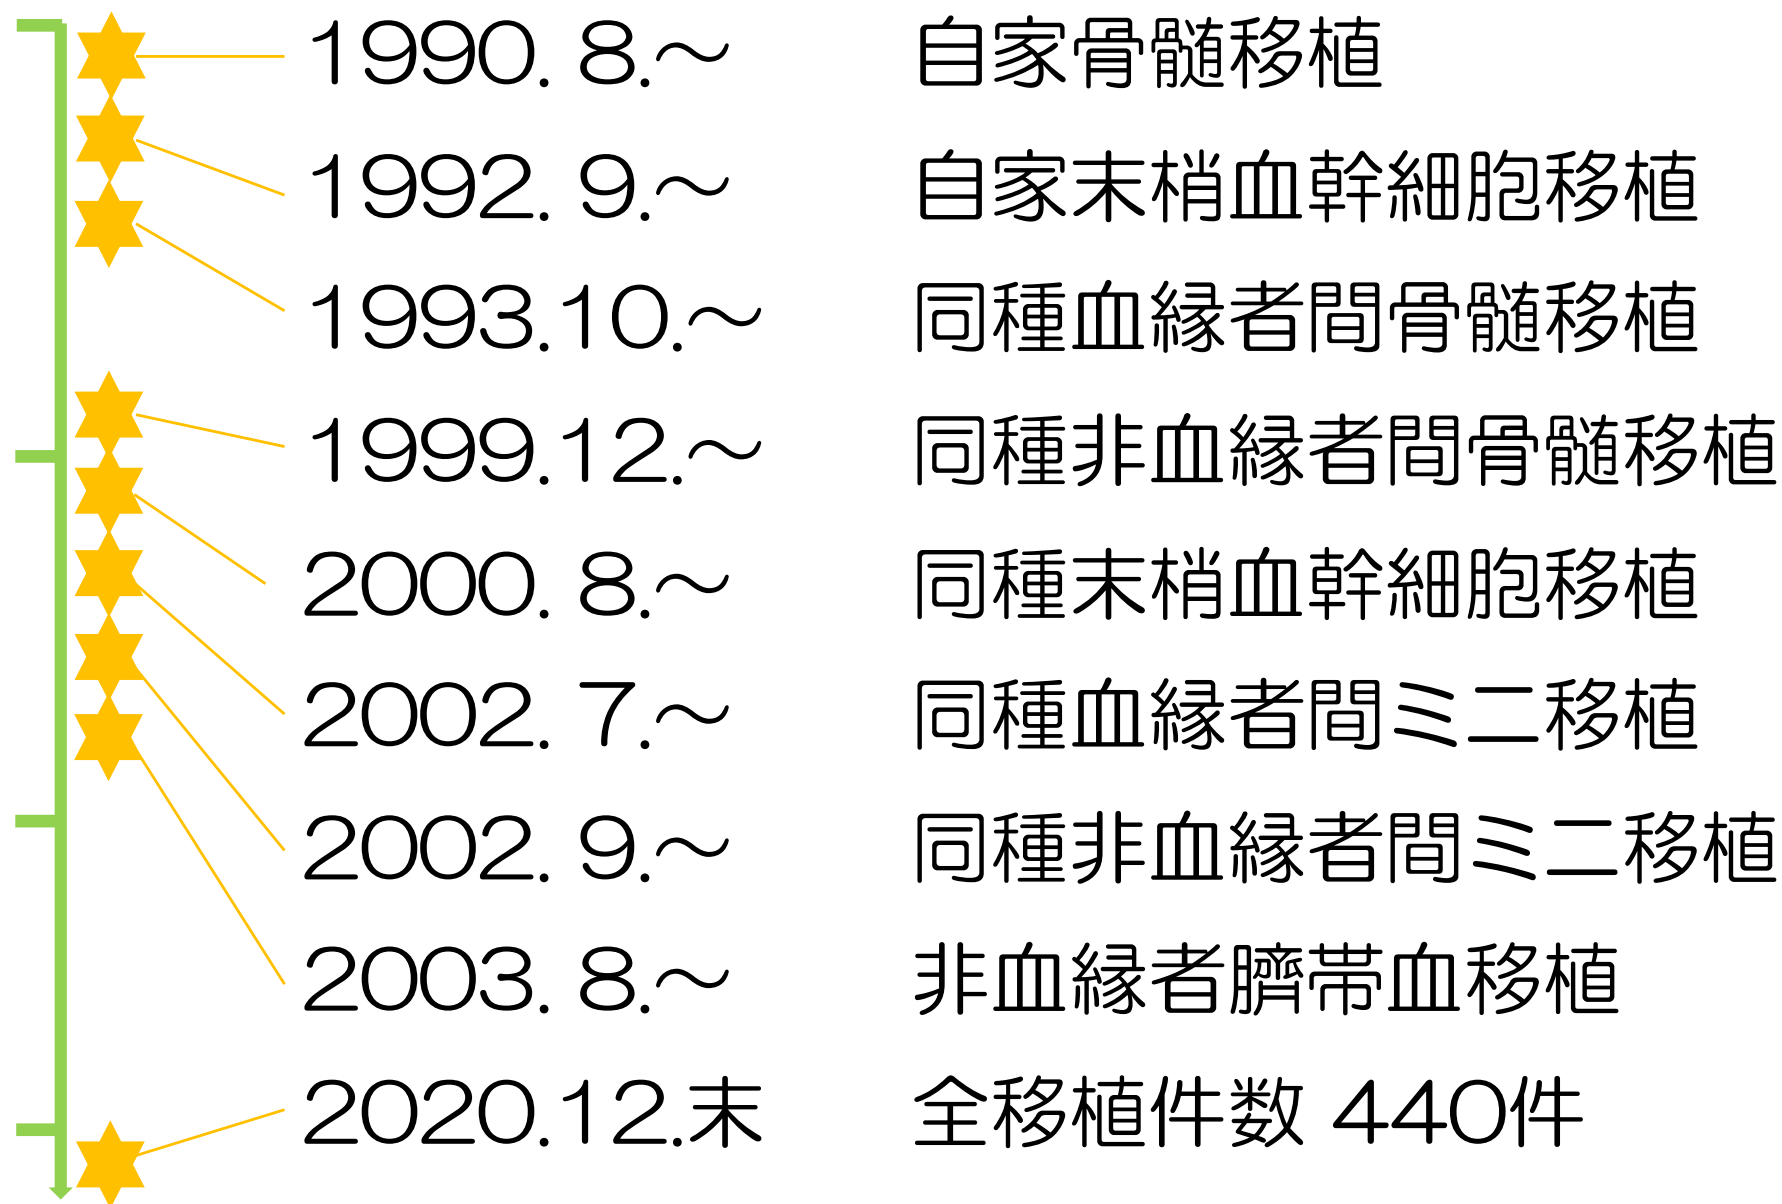 1990. 8.～ 自家骨髄移植
1992. 9.～ 自家末梢血幹細胞移植
1993.10.～ 同種血縁者間骨髄移植
1999.12.～ 同種非血縁者間骨髄移植
2000. 8.～ 同種末梢血幹細胞移植
2002. 7.～ 同種血縁者間ミニ移植
2002. 9.～ 同種非血縁者間ミニ移植
2003. 8.～ 非血縁者臍帯血移植
2020.12.末 全移植件数 440件